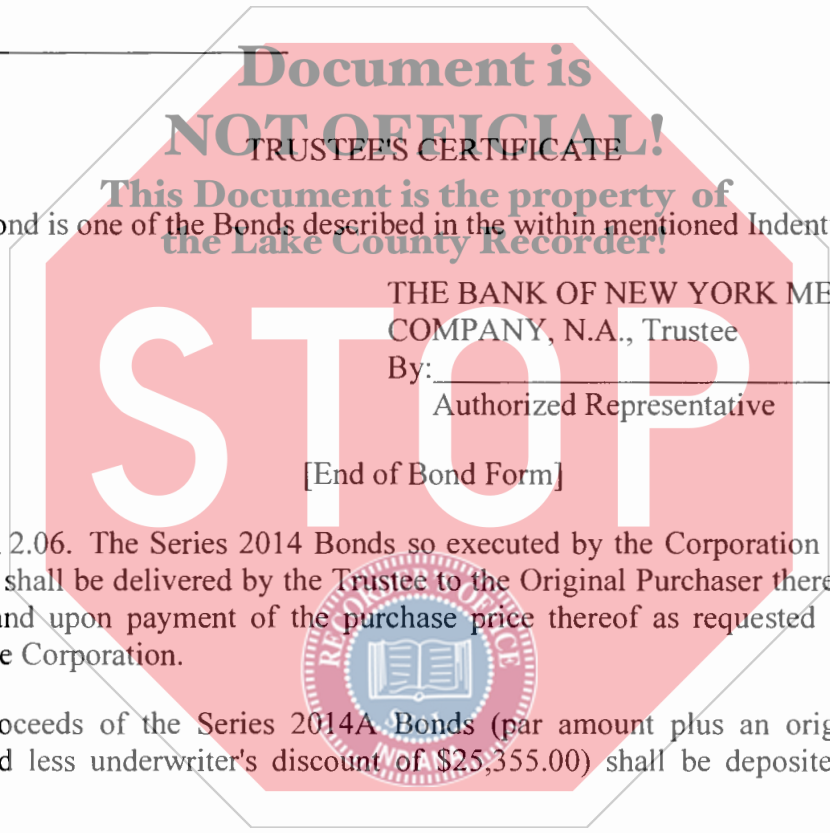 Document is
NOT OFFICIAL!
TRUSTEE'S CERTIFICATE
This Document is the property of
ond is one of the Bonds described in the within mentioned Indent
the Lake County Recorder!
THE BANK OF NEW YORK ME
COMPANY, N.A., Trustee
By:
Authorized Representative
STOP
[End of Bond Form]
2.06. The Series 2014 Bonds so executed by the Corporation
shall be delivered by the Trustee to the Original Purchaser there
and upon payment of the purchase price thereof as requested
e Corporation.
RECORDER'S OFFICE
SEAL
INDIANA
oceeds of the Series 2014A Bonds (par amount plus an orig
d less underwriter's discount of $25,355.00) shall be deposite